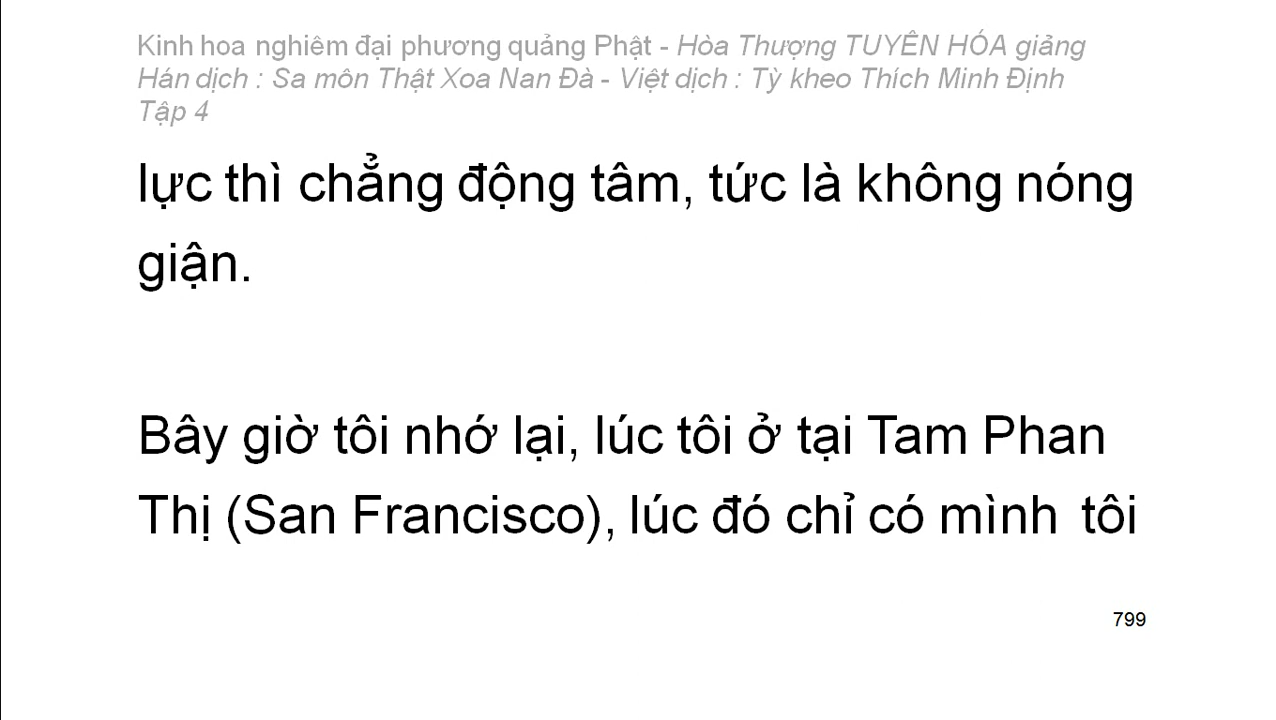 Kinh hoa nghiêm đại phương quảng Phật - Hòa Thượng TUYÊN HÓA giảng
Hán dịch : Sa môn Thật Xoa Nan Đà - Việt dịch : Tỳ kheo Thích Minh Định
Tập 4
lực thì chẳng động tâm, tức là không nóng
giận.
Bây giờ tôi nhớ lại, lúc tôi ở tại Tam Phan
Thị (San Francisco), lúc đó chỉ có mình tôi
799